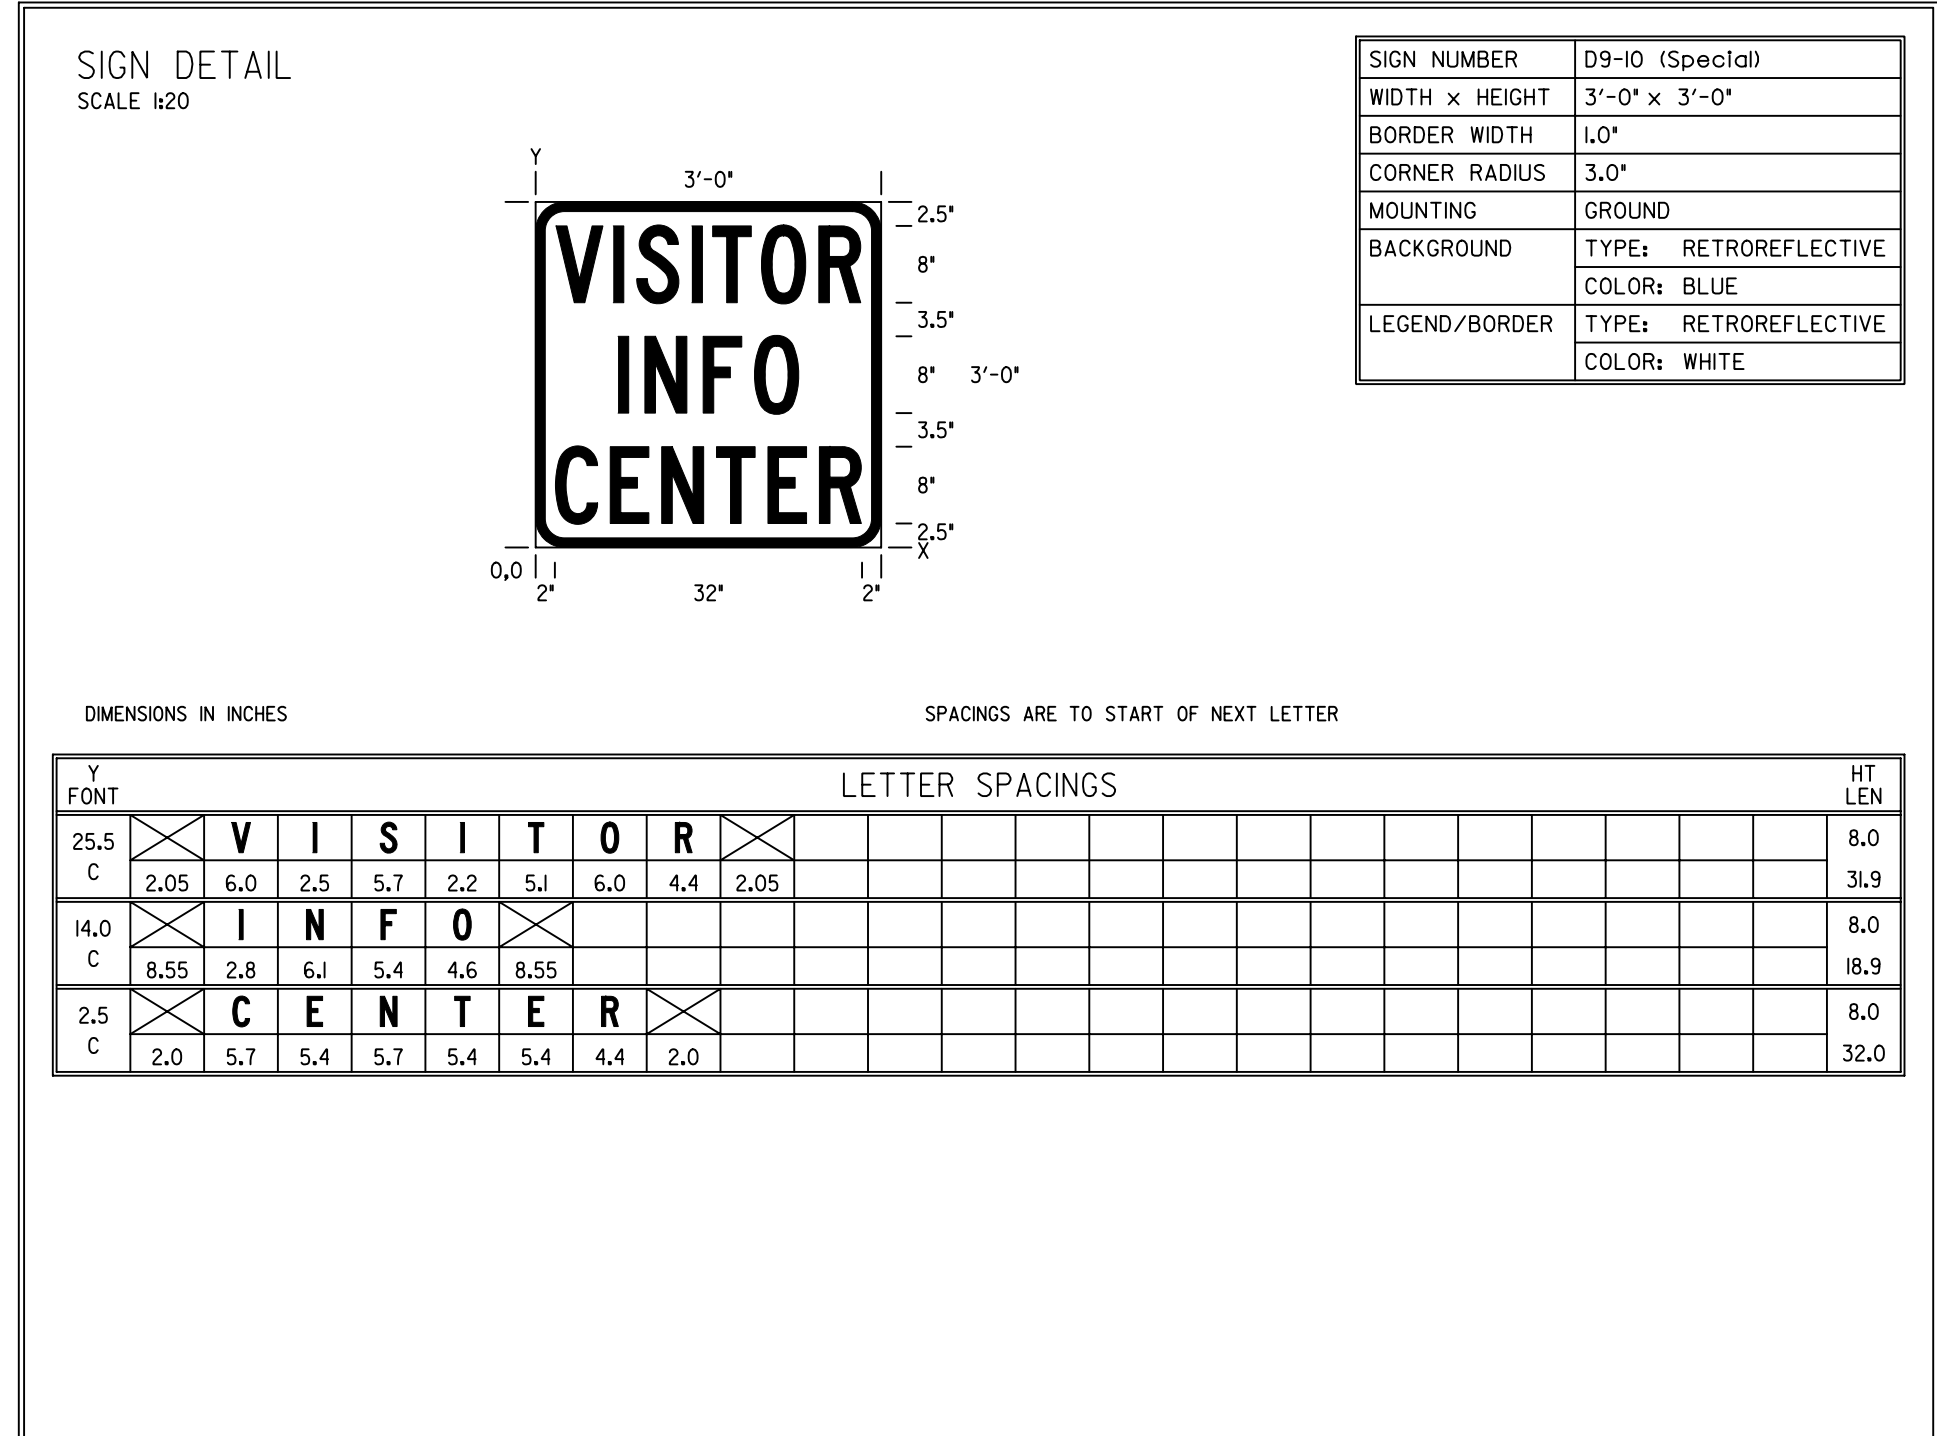 SIGN DETAIL
SCALE 1:20
SIGN NUMBER D9-10 (Special)
WIDTH x HEIGHT 3'-0" x 3'-0"
BORDER WIDTH 1.0"
CORNER RADIUS 3.0"
MOUNTING GROUND
BACKGROUND TYPE: RETROREFLECTIVE
COLOR: BLUE
LEGEND/BORDER TYPE: RETROREFLECTIVE
COLOR: WHITE
Y
3'-0"
2.5"
VISITOR 8"
3.5"
INFO 8" 3'-0"
3.5"
CENTER 8"
2.5"
X
0,0
2" 32" 2"
DIMENSIONS IN INCHES SPACINGS ARE TO START OF NEXT LETTER
Y FONT LETTER SPACINGS HT LEN
25.5 V I S I T O R 8.0
C 2.05 6.0 2.5 5.7 2.2 5.1 6.0 4.4 2.05 31.9
14.0 I N F O 8.0
C 8.55 2.8 6.1 5.4 4.6 8.55 18.9
2.5 C E N T E R 8.0
C 2.0 5.7 5.4 5.7 5.4 5.4 4.4 2.0 32.0